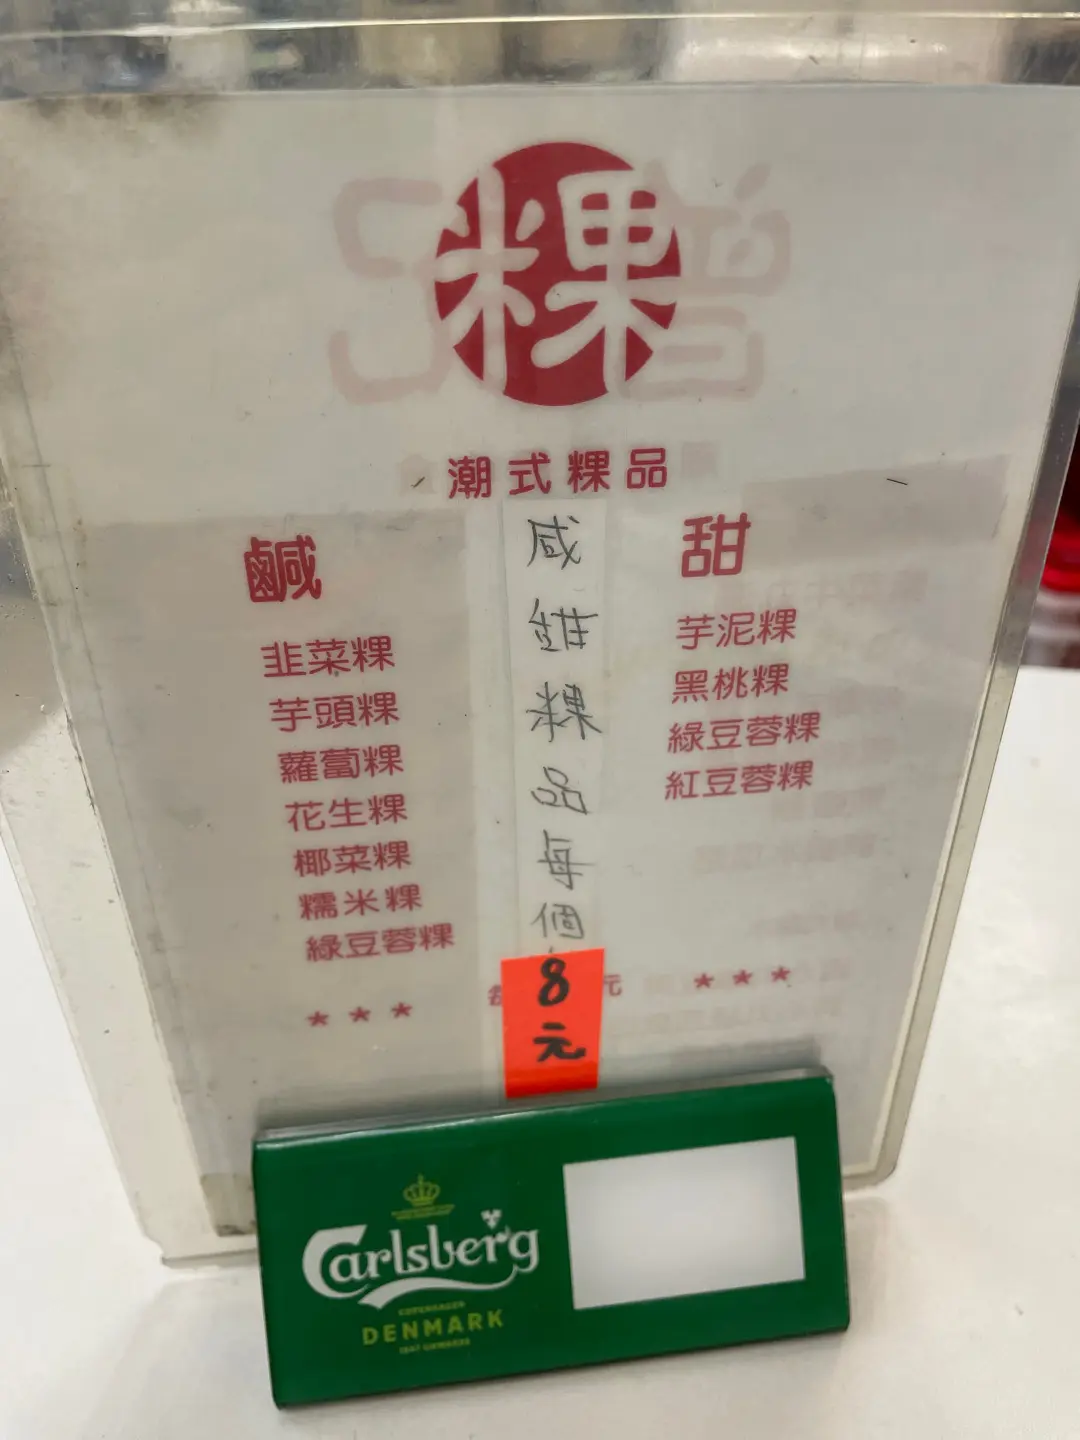 粿
潮式粿品
鹹
韭菜粿
芋頭粿
蘿蔔粿
花生粿
椰菜粿
糯米粿
綠豆蓉粿
* * *
咸甜粿品每個
8元
元
甜
芋泥粿
黑桃粿
綠豆蓉粿
紅豆蓉粿
* * *
Carlsberg
COPENHAGEN
DENMARK